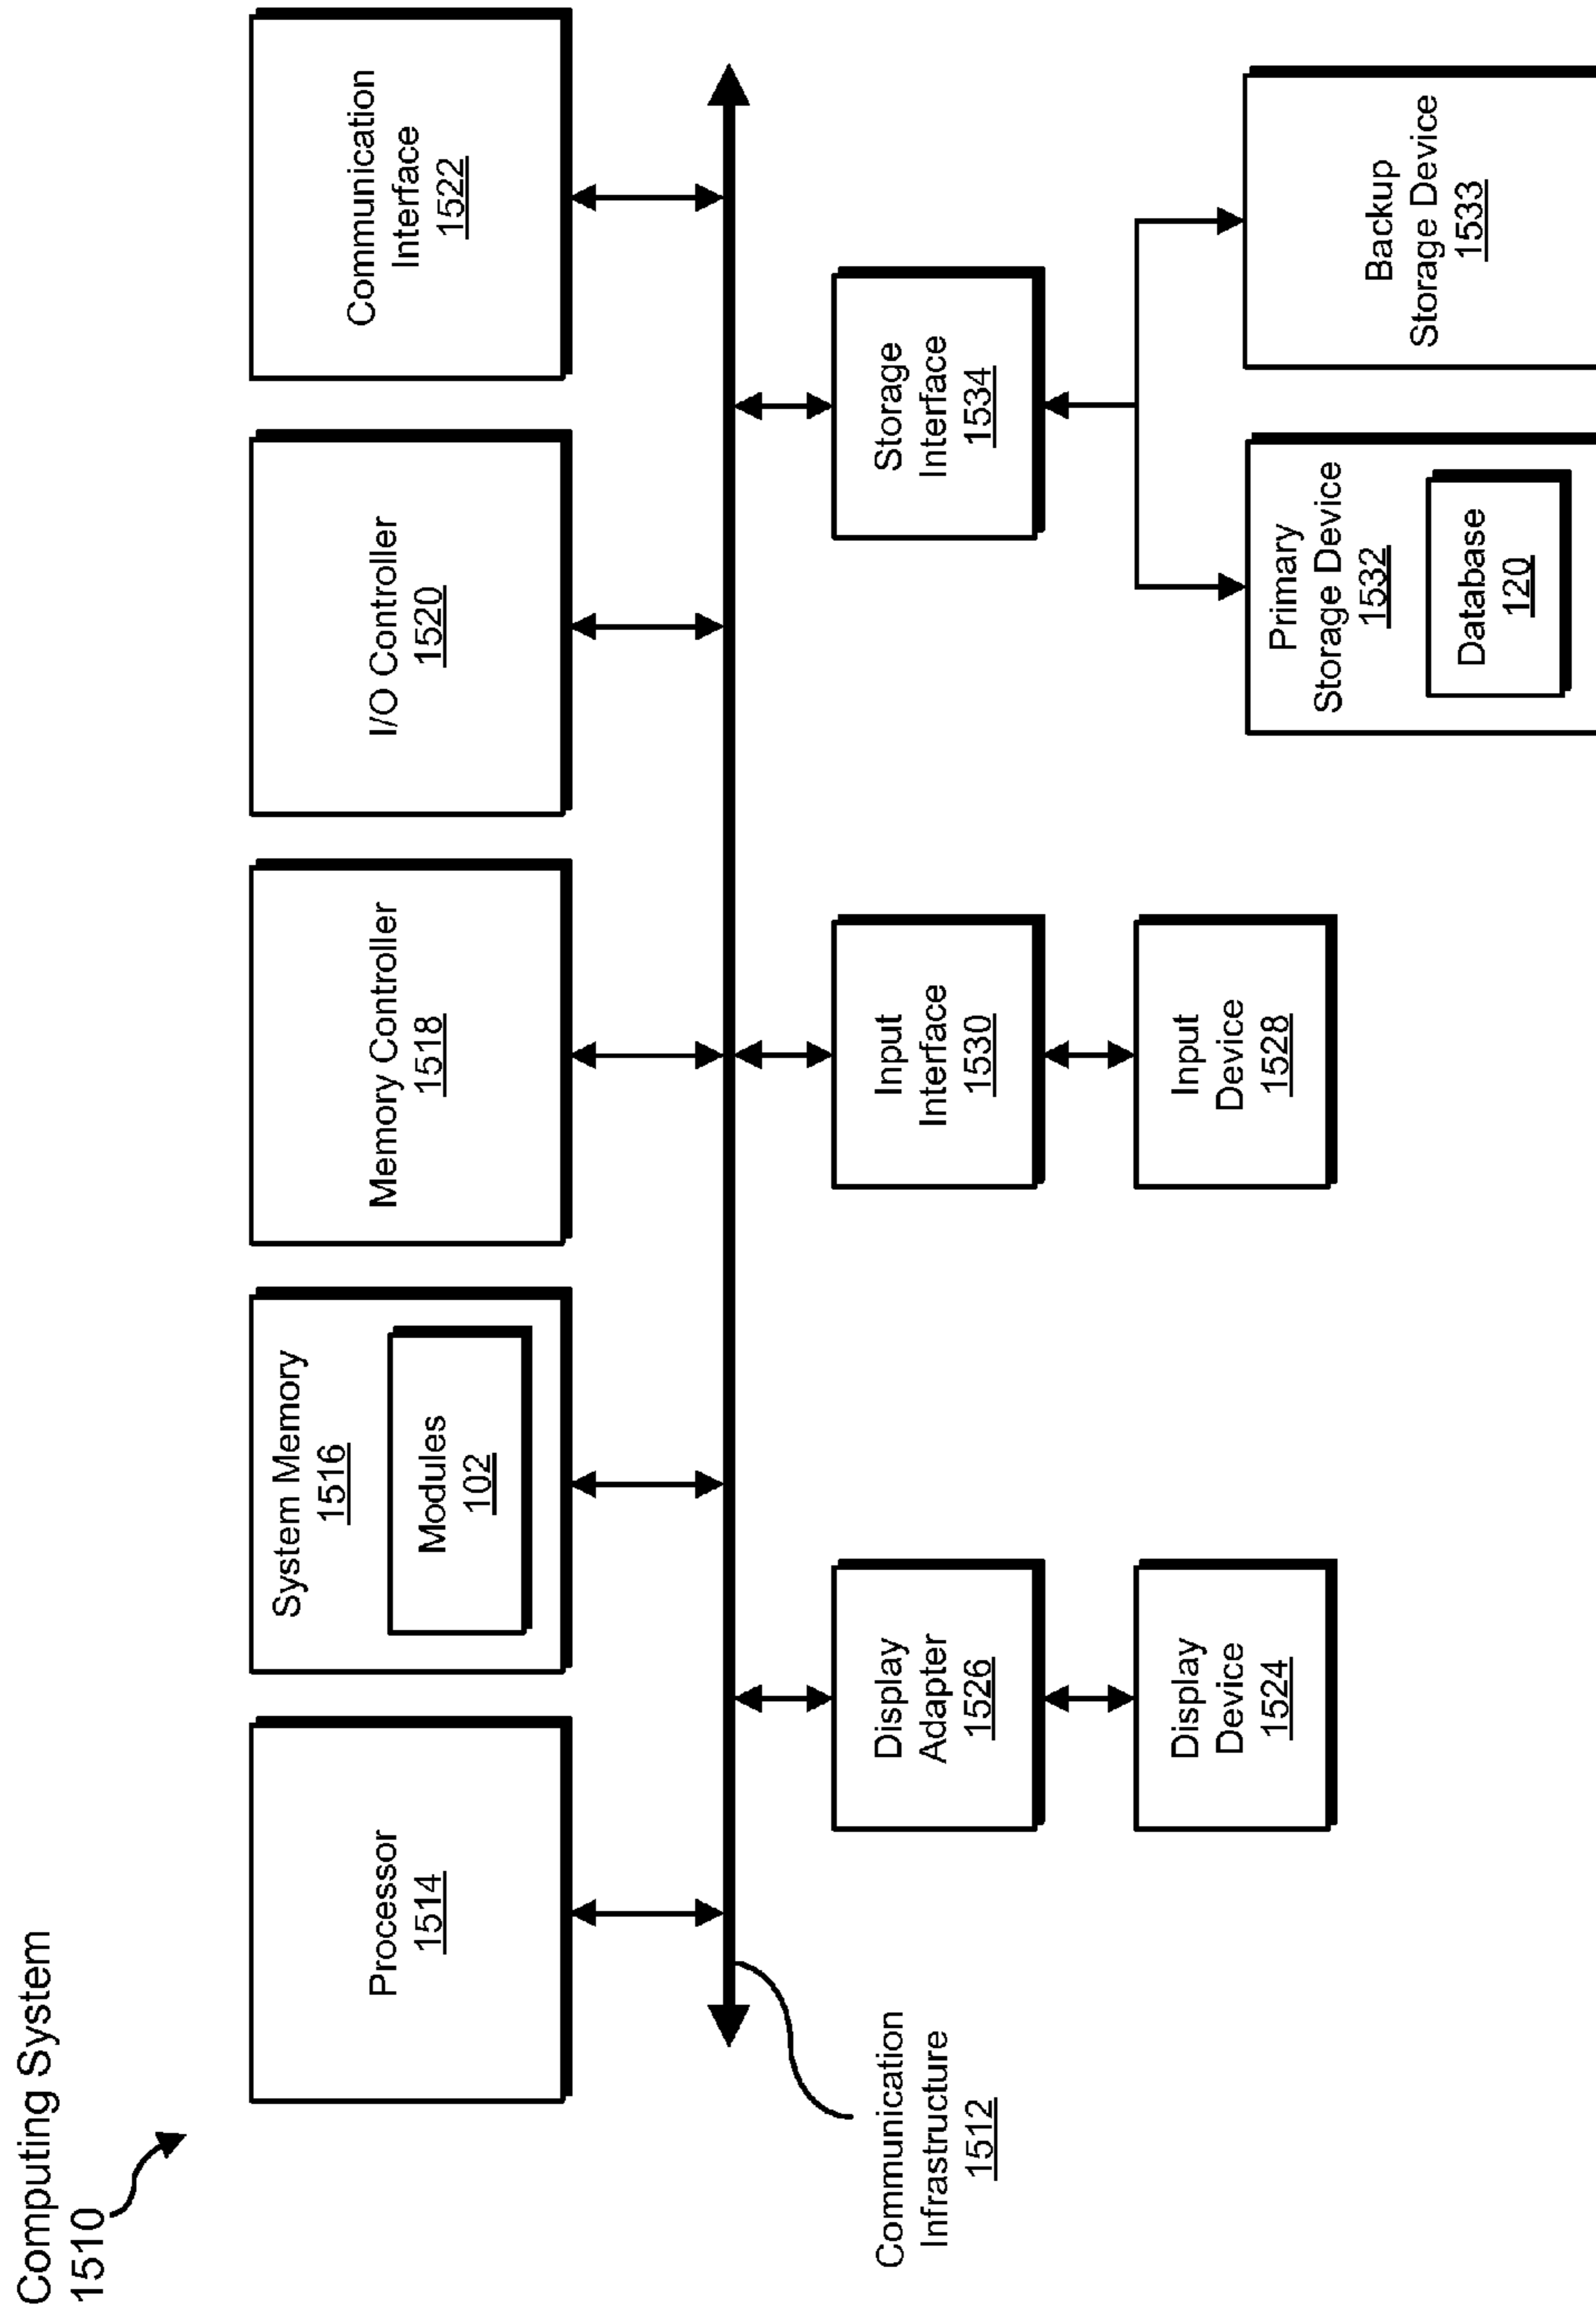 Computing System
1510
Processor
1514
System Memory
1516
Modules
102
Memory Controller
1518
I/O Controller
1520
Communication
Interface
1522
Communication
Infrastructure
1512
Display
Adapter
1526
Input
Interface
1530
Storage
Interface
1534
Display
Device
1524
Input
Device
1528
Primary
Storage Device
1532
Database
120
Backup
Storage Device
1533